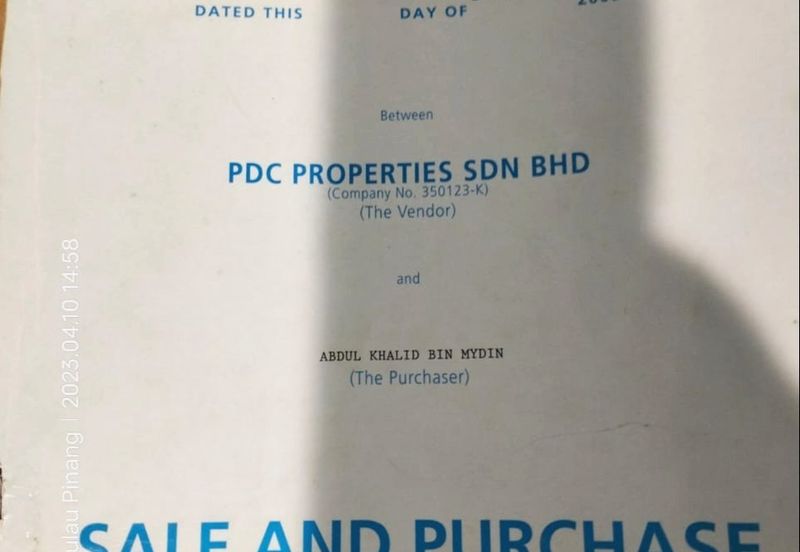 DATED THIS DAY OF
Between
PDC PROPERTIES SDN BHD
(Company No. 350123-K)
(The Vendor)
and
ABDUL KHALID BIN MYDIN
(The Purchaser)
SALE AND PURCHASE
ulau Pinang | 2023.04.10 14:58